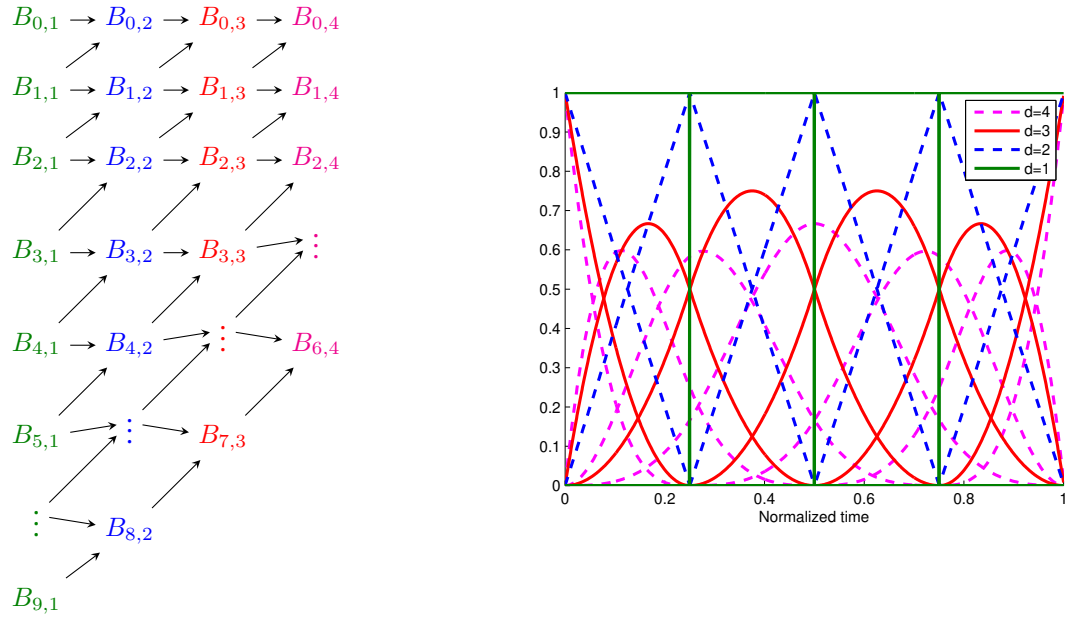 B0,1 → B0,2 → B0,3 → B0,4
B1,1 → B1,2 → B1,3 → B1,4
B2,1 → B2,2 → B2,3 → B2,4
B3,1 → B3,2 → B3,3 ⋮
B4,1 → B4,2 ⋮ B6,4
B5,1 ⋮ B7,3
⋮ B8,2
B9,1
1
0.9
0.8
0.7
0.6
0.5
0.4
0.3
0.2
0.1
0
d=4
d=3
d=2
d=1
0 0.2 0.4 0.6 0.8 1
Normalized time